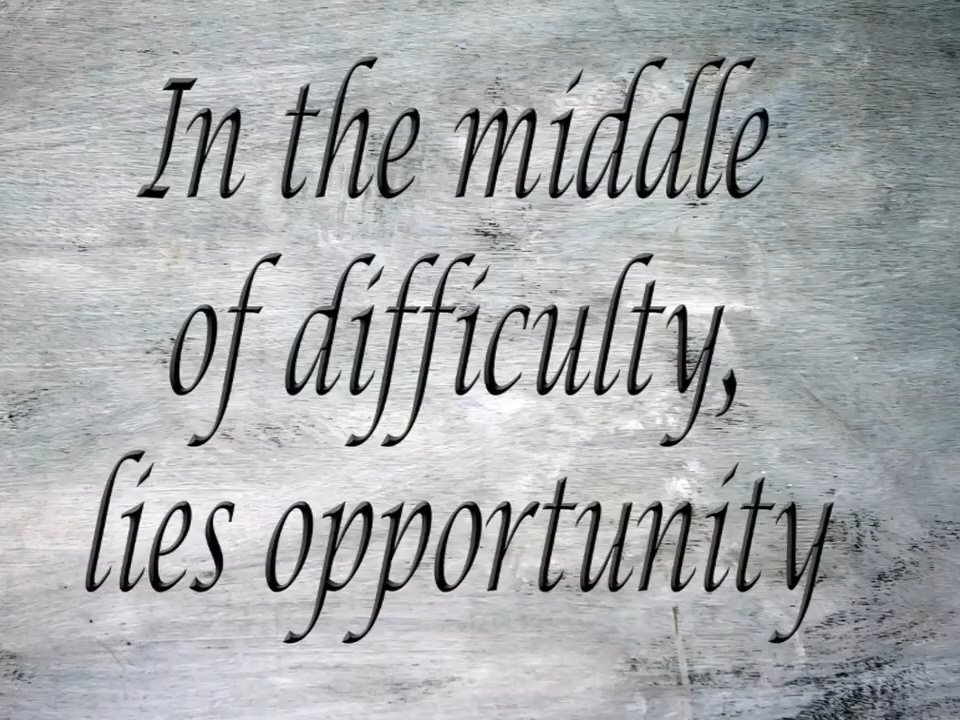 In the middle
of difficulty,
lies opportunity